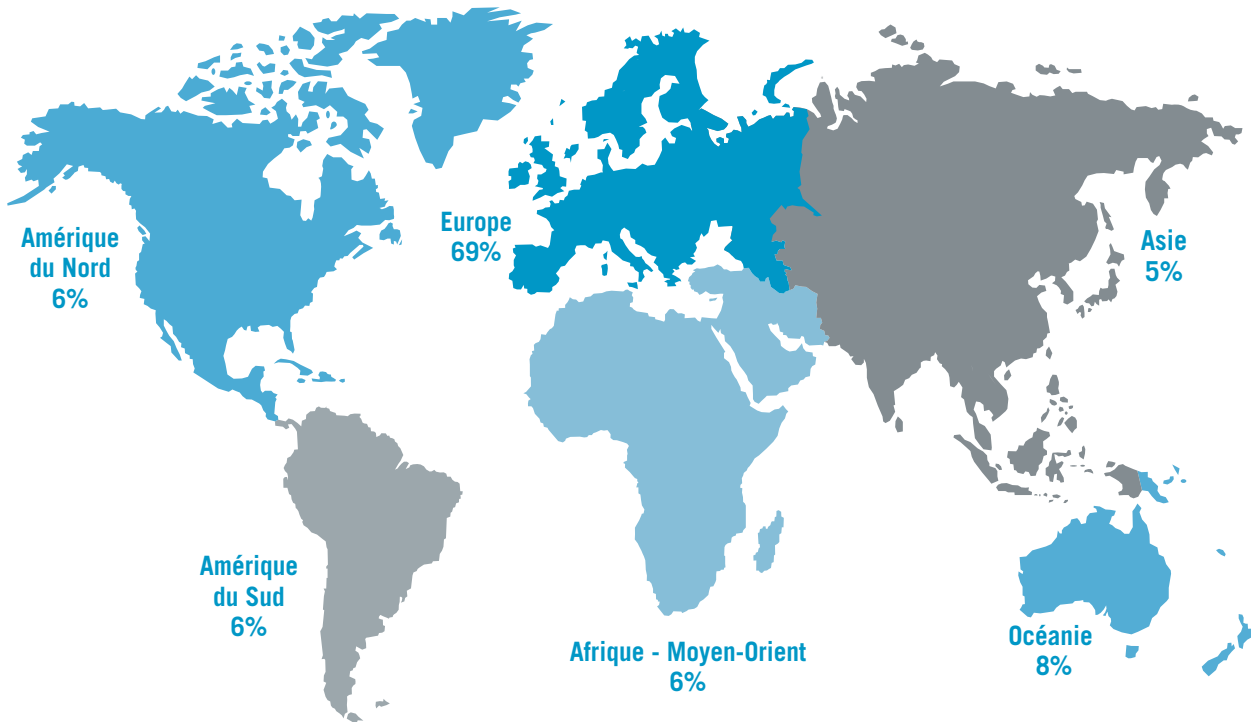 Amérique
du Nord
6%
Europe
69%
Asie
5%
Amérique
du Sud
6%
Afrique - Moyen-Orient
6%
Océanie
8%